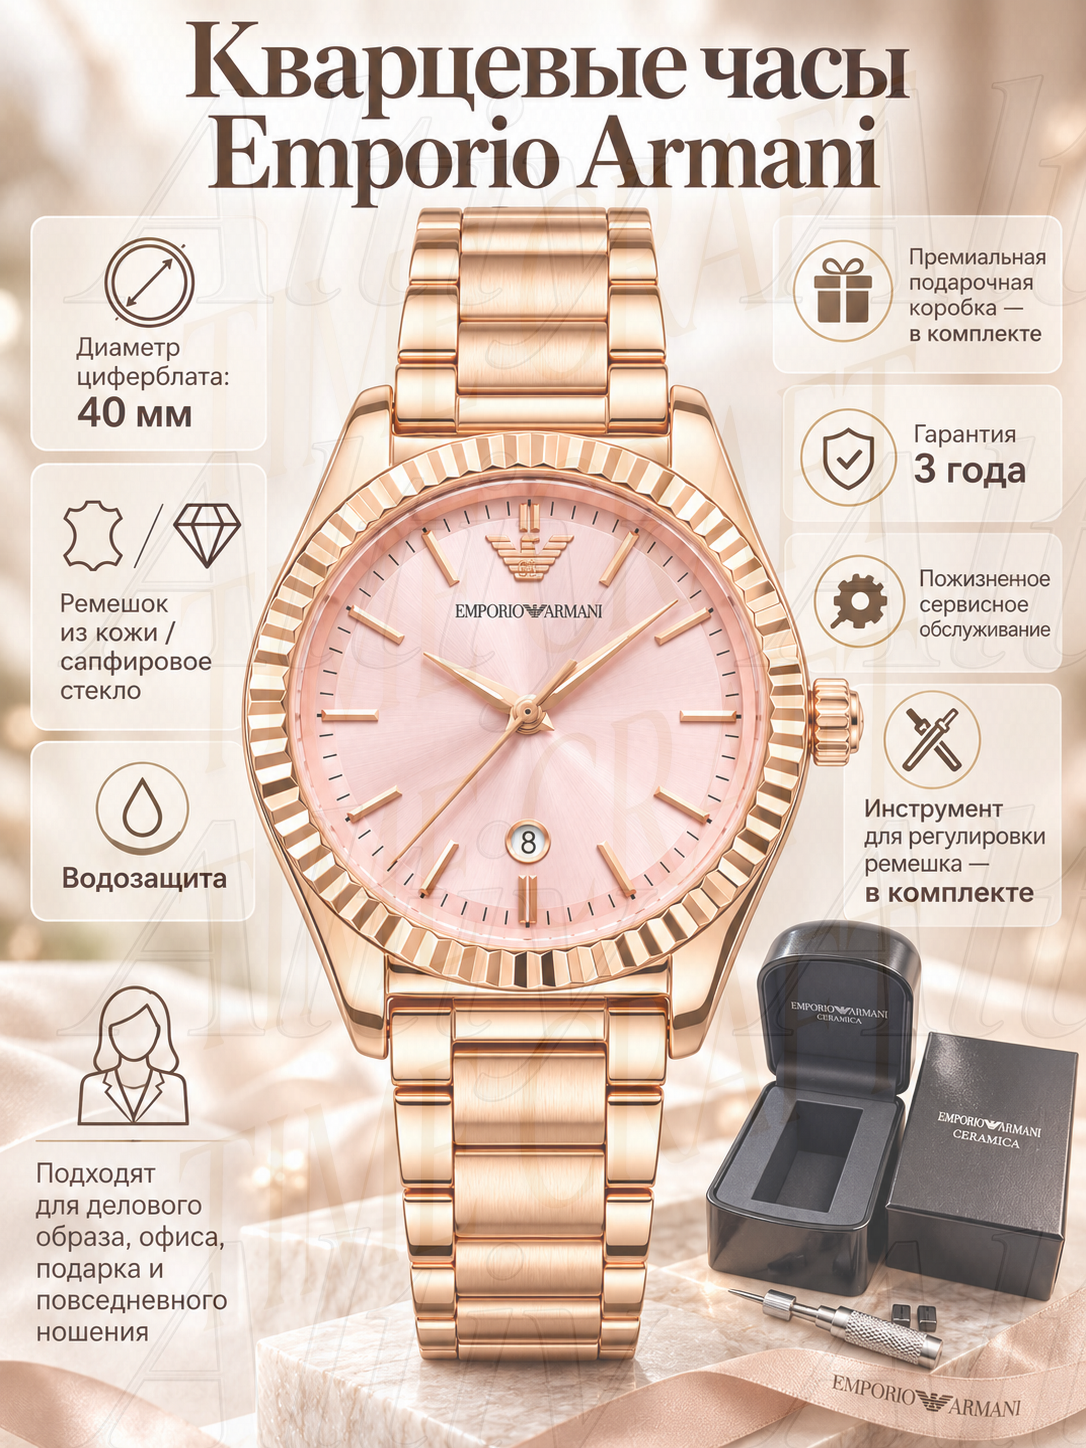 Кварцевые часы
Emporio Armani
Диаметр
циферблата:
40 мм
Ремешок
из кожи /
сапфировое
стекло
Водозащита
Подходят
для делового
образа, офиса,
подарка и
повседневного
ношения
EMPORIO ARMANI
8
Премиальная
подарочная
коробка —
в комплекте
Гарантия
3 года
Пожизненое
сервисное
обслуживание
Инструмент
для регулировки
ремешка —
в комплекте
EMPORIO ARMANI
CERAMICA
EMPORIO ARMANI
CERAMICA
EMPORIO ARMANI